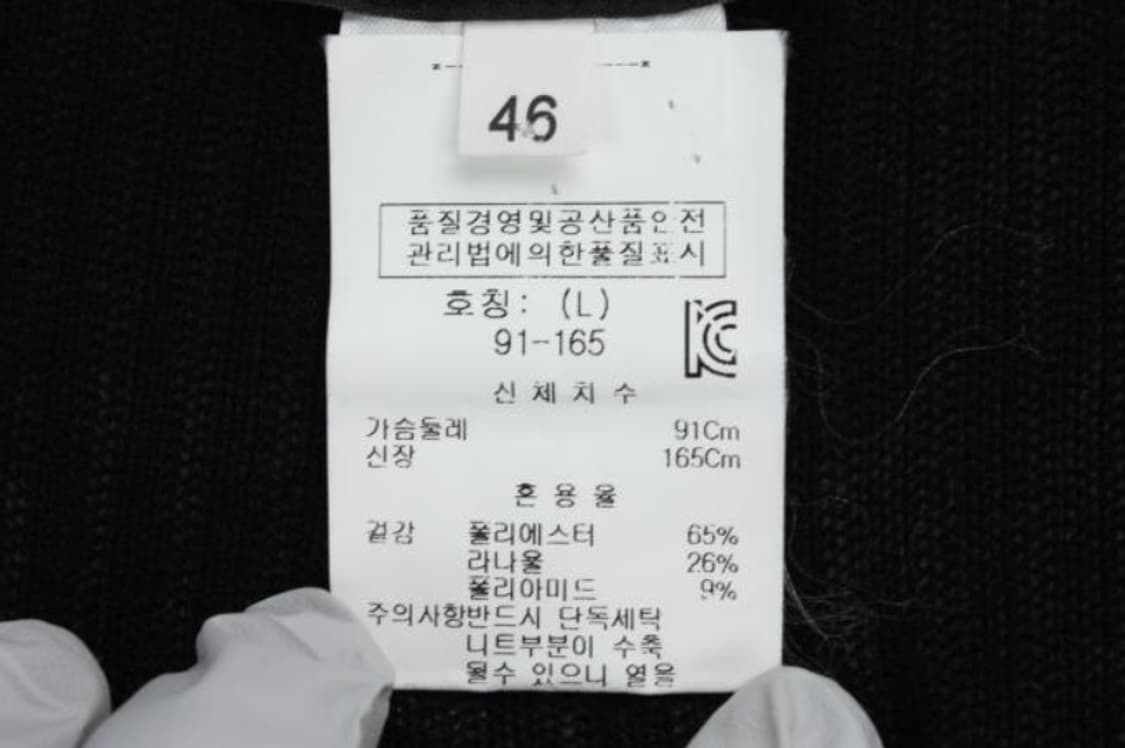 46
품질경영및공산품안전
관리법에의한품질표시
호칭: (L)
91-165
신체치수
가슴둘레 91Cm
신장 165Cm
혼용율
겉감 폴리에스터 65%
라나울 26%
폴리아미드 9%
주의사항반드시 단독세탁
니트부분이 수축
될수 있으니 열을